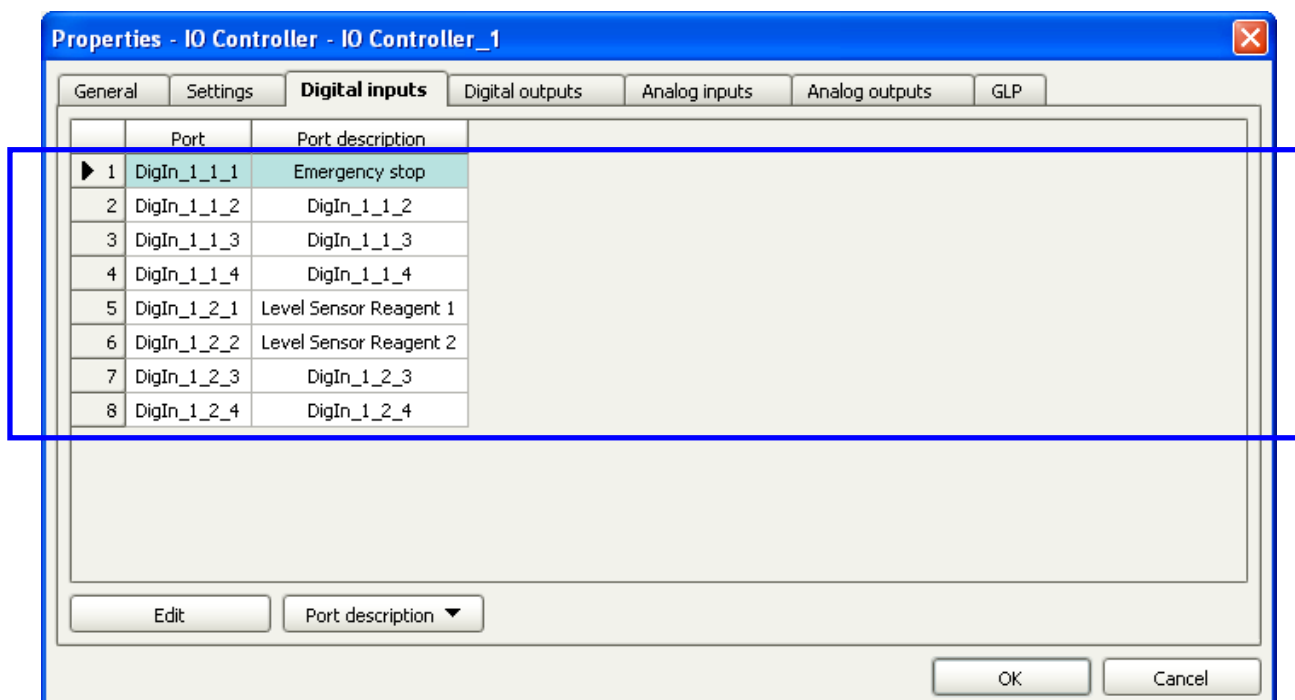 Properties - IO Controller - IO Controller_1
General Settings Digital inputs Digital outputs Analog inputs Analog outputs GLP
Port Port description
1 DigIn_1_1_1 Emergency stop
2 DigIn_1_1_2 DigIn_1_1_2
3 DigIn_1_1_3 DigIn_1_1_3
4 DigIn_1_1_4 DigIn_1_1_4
5 DigIn_1_2_1 Level Sensor Reagent 1
6 DigIn_1_2_2 Level Sensor Reagent 2
7 DigIn_1_2_3 DigIn_1_2_3
8 DigIn_1_2_4 DigIn_1_2_4
Edit Port description
OK Cancel